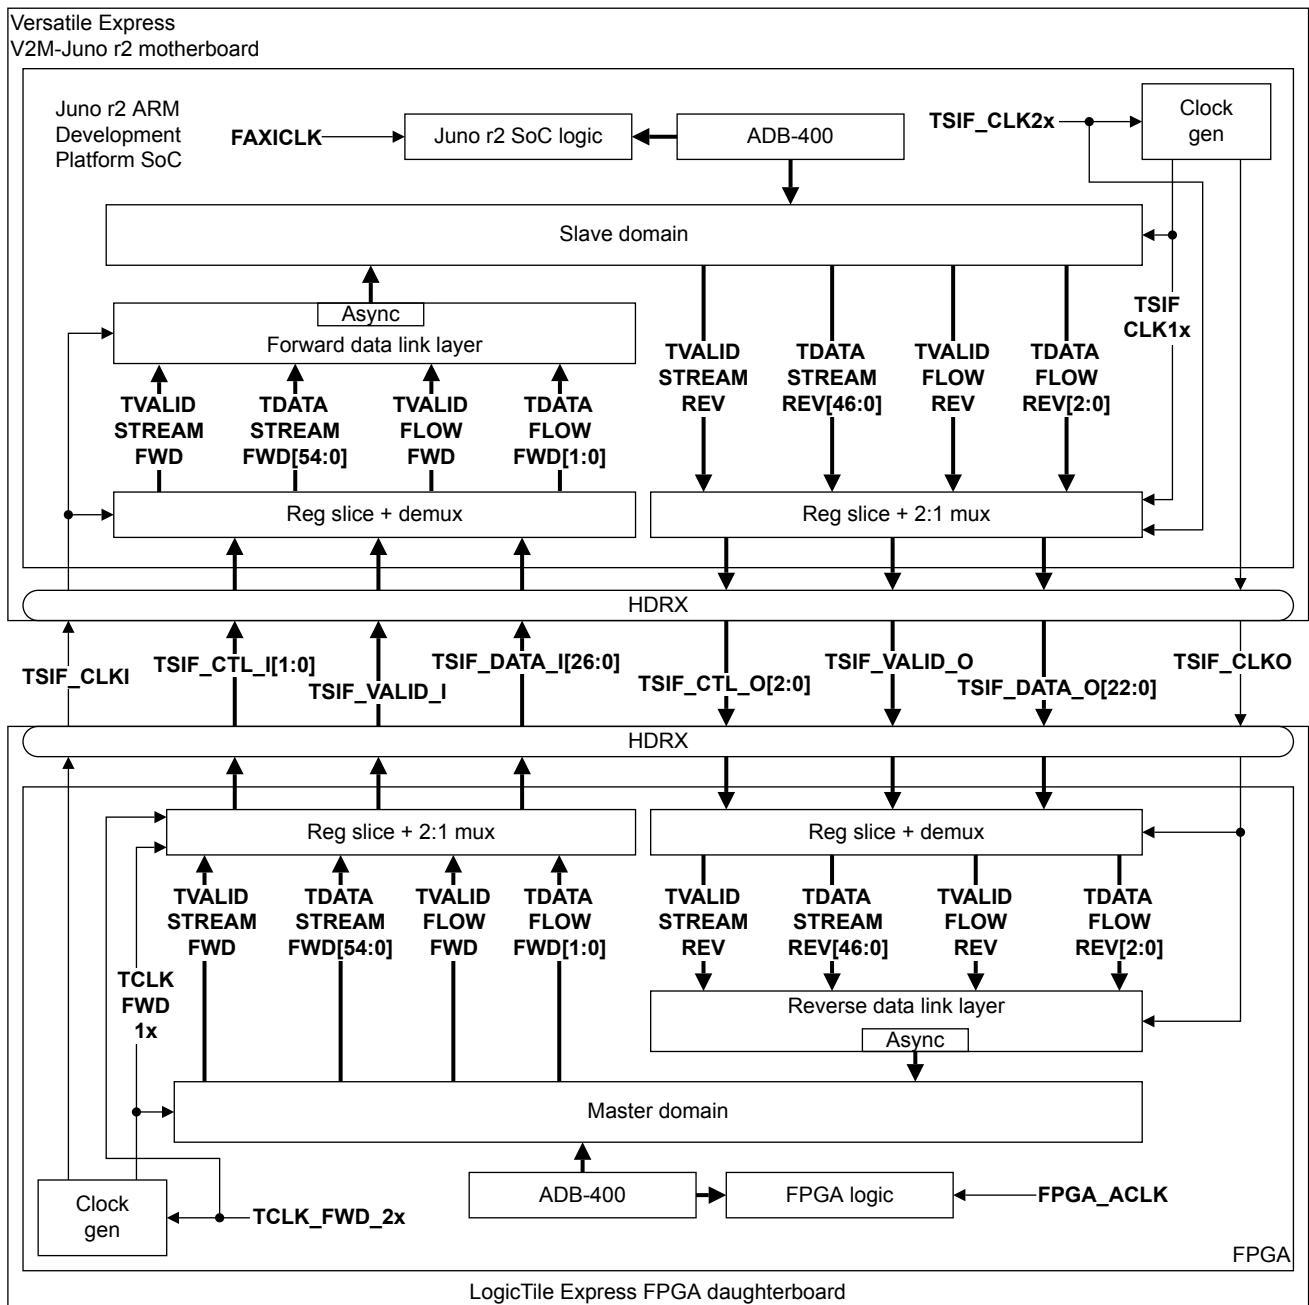 Versatile Express
V2M-Juno r2 motherboard
Juno r2 ARM
Development
Platform SoC
FAXICLK
Juno r2 SoC logic
ADB-400
TSIF_CLK2x
Clock
gen
Slave domain
Async
Forward data link layer
TSIF
CLK1x
TVALID
STREAM
REV
TDATA
STREAM
REV[46:0]
TVALID
FLOW
REV
TDATA
FLOW
REV[2:0]
TVALID
STREAM
FWD
TDATA
STREAM
FWD[54:0]
TVALID
FLOW
FWD
TDATA
FLOW
FWD[1:0]
Reg slice + demux
Reg slice + 2:1 mux
HDRX
TSIF_CLKI
TSIF_CTL_I[1:0]
TSIF_VALID_I
TSIF_DATA_I[26:0]
TSIF_CTL_O[2:0]
TSIF_VALID_O
TSIF_DATA_O[22:0]
TSIF_CLKO
HDRX
Reg slice + 2:1 mux
Reg slice + demux
TVALID
STREAM
FWD
TDATA
STREAM
FWD[54:0]
TVALID
FLOW
FWD
TDATA
FLOW
FWD[1:0]
TVALID
STREAM
REV
TDATA
STREAM
REV[46:0]
TVALID
FLOW
REV
TDATA
FLOW
REV[2:0]
TCLK
FWD
1x
Reverse data link layer
Async
Master domain
Clock
gen
TCLK_FWD_2x
ADB-400
FPGA logic
FPGA_ACLK
FPGA
LogicTile Express FPGA daughterboard